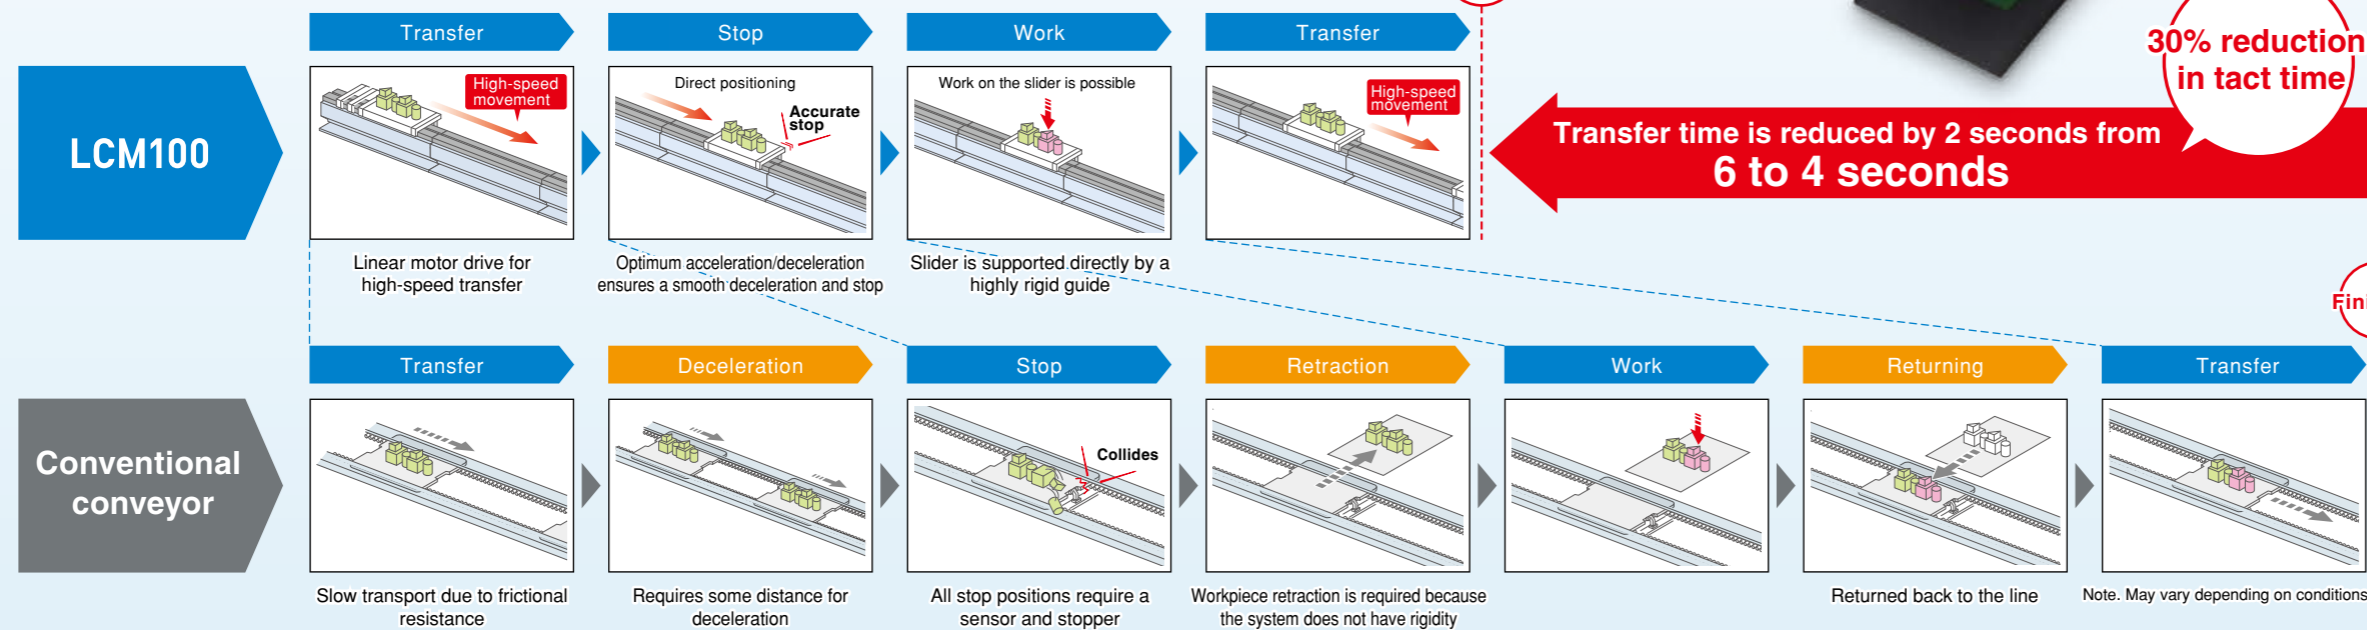 Transfer
Stop
Work
Transfer
30% reduction
in tact time
LCM100
High-speed
movement
Direct positioning
Accurate
stop
Work on the slider is possible
High-speed
movement
Transfer time is reduced by 2 seconds from
6 to 4 seconds
Linear motor drive for
high-speed transfer
Optimum acceleration/deceleration
ensures a smooth deceleration and stop
Slider is supported directly by a
highly rigid guide
Transfer
Deceleration
Stop
Retraction
Work
Returning
Transfer
Conventional
conveyor
Collides
Slow transport due to frictional
resistance
Requires some distance for
deceleration
All stop positions require a
sensor and stopper
Workpiece retraction is required because
the system does not have rigidity
Returned back to the line
Note. May vary depending on conditions